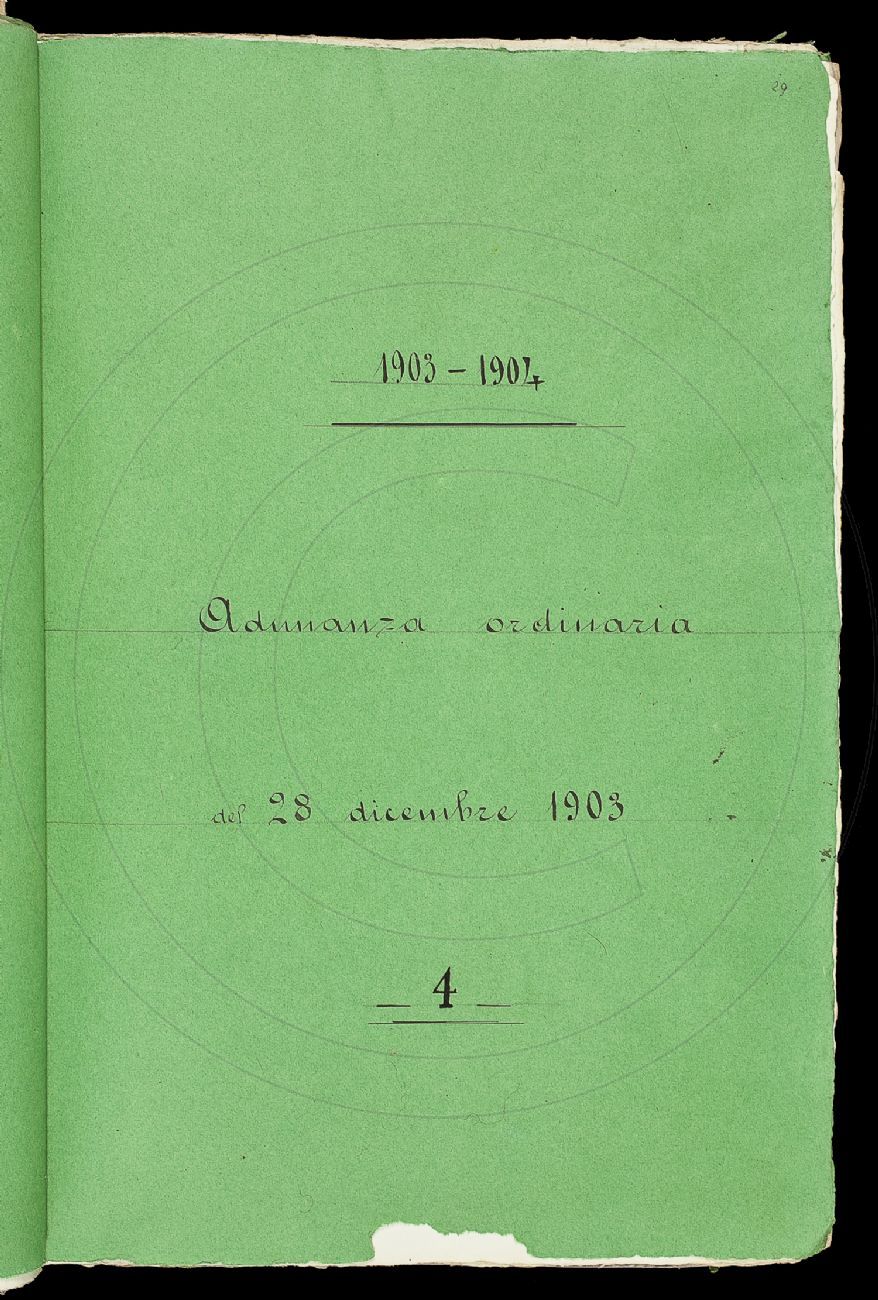 29
1903 - 1904
Adunanza ordinaria
del 28 dicembre 1903
- 4 -